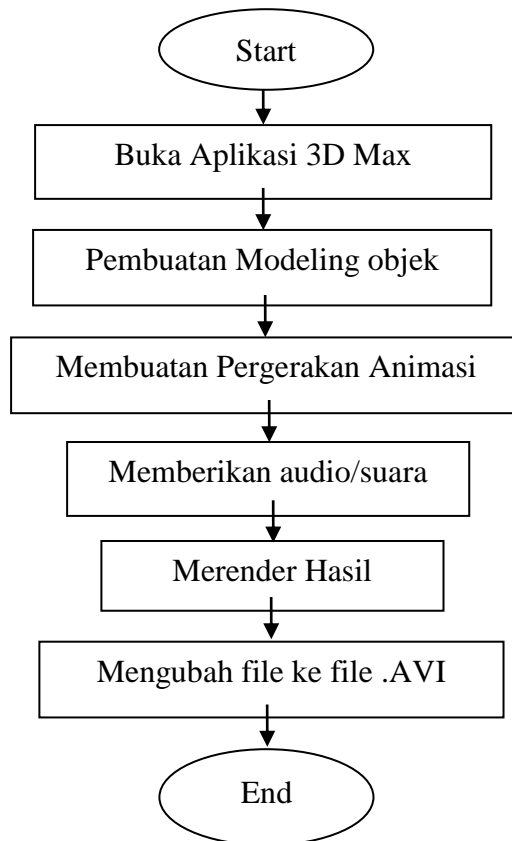 Start
Buka Aplikasi 3D Max
Pembuatan Modeling objek
Membuatan Pergerakan Animasi
Memberikan audio/suara
Merender Hasil
Mengubah file ke file .AVI
End